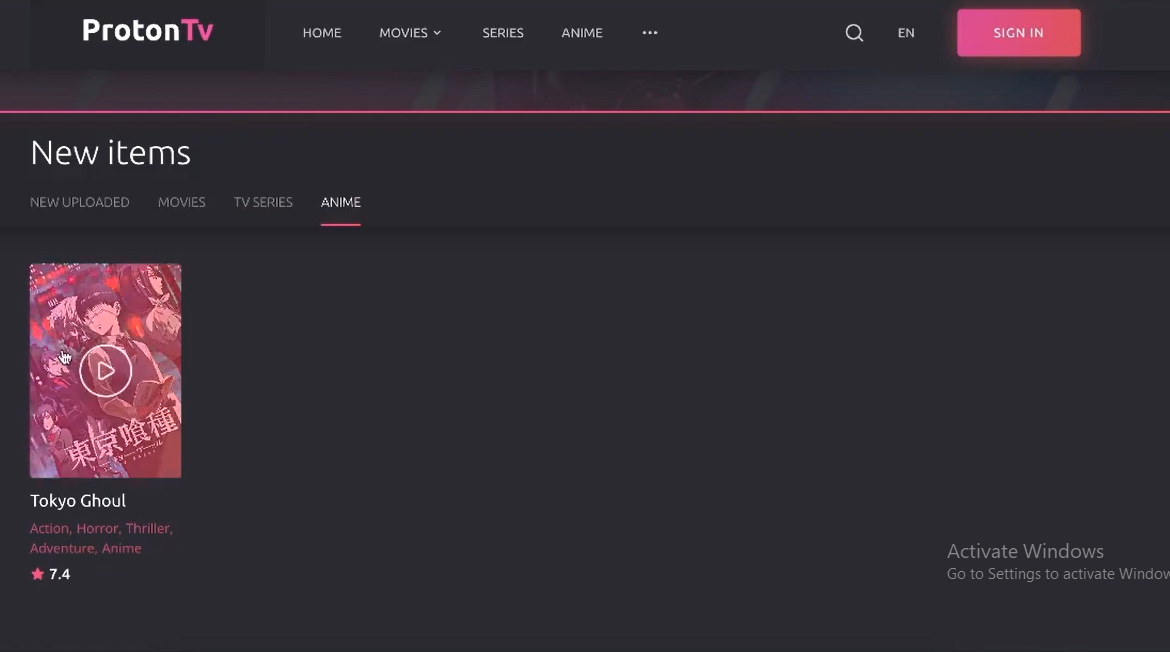 ProtonTv
HOME MOVIES SERIES ANIME ••• EN SIGN IN
New items
NEW UPLOADED MOVIES TV SERIES ANIME
東京喰種
Tokyo Ghoul
Action, Horror, Thriller,
Adventure, Anime
7.4
Activate Windows
Go to Settings to activate Window